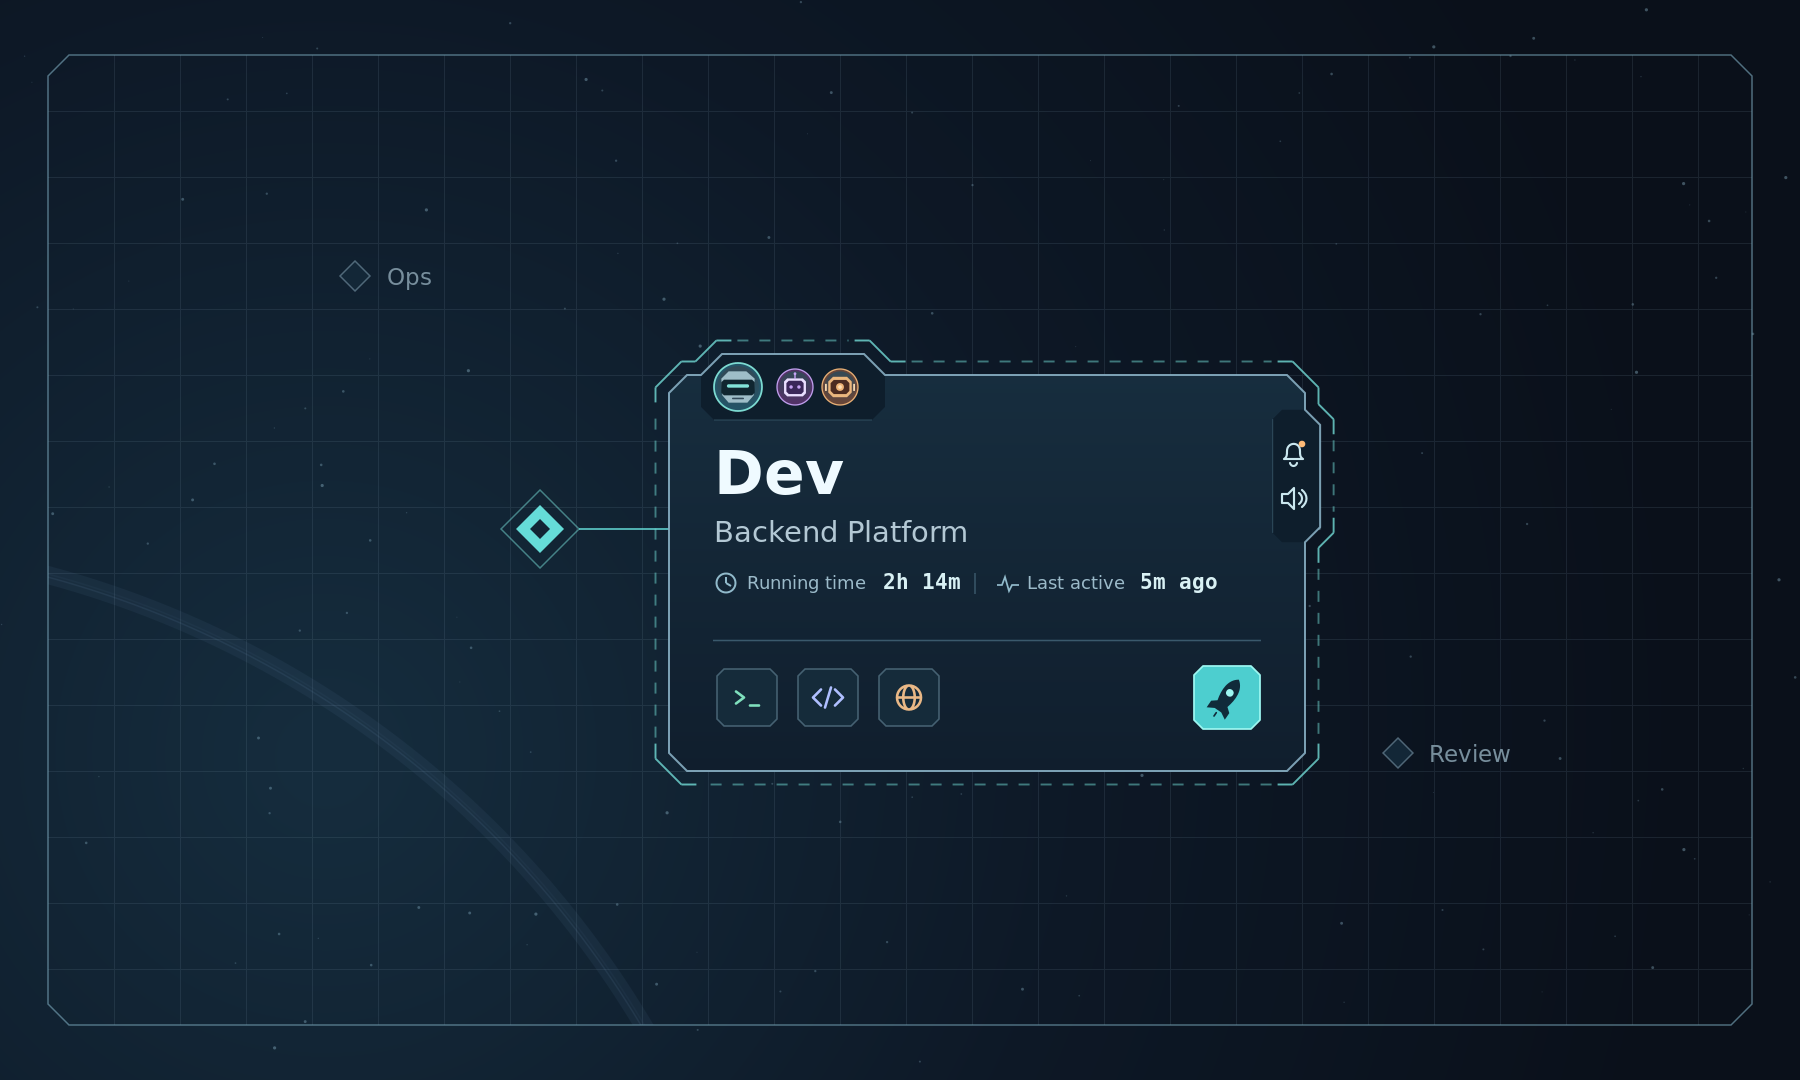 Ops
Dev
Backend Platform
Running time 2h 14m | Last active 5m ago
Review